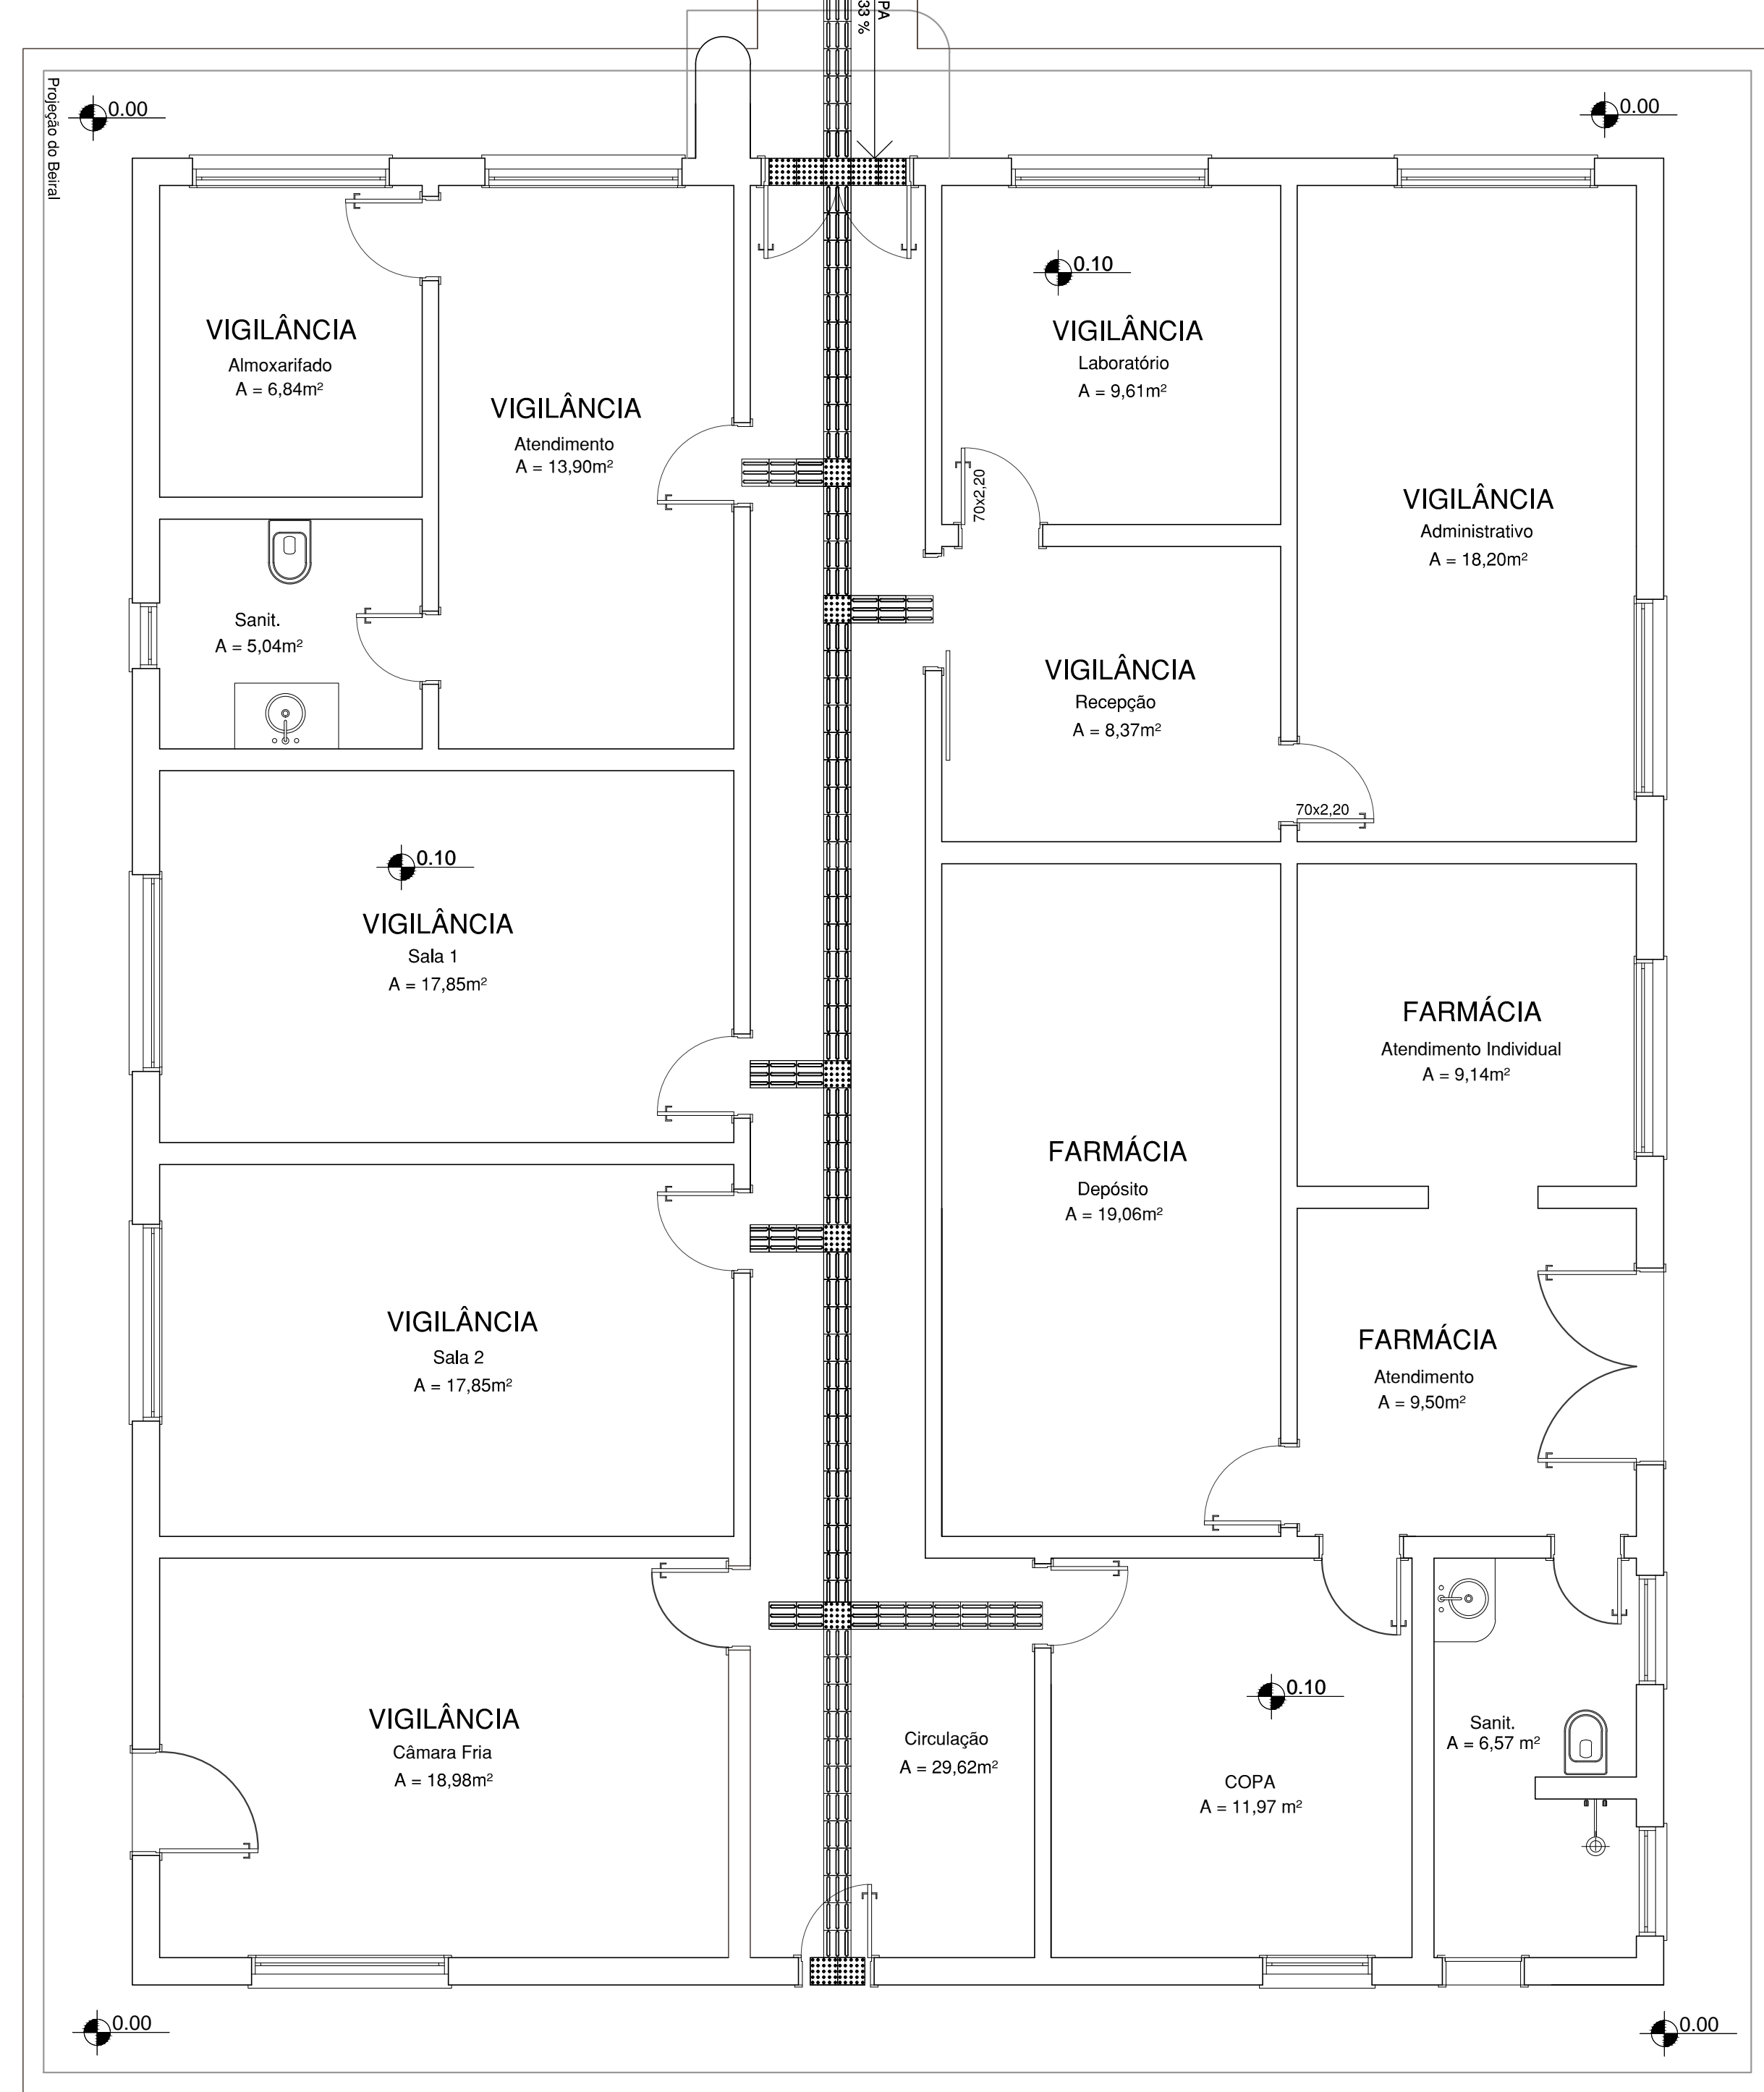 PA
33 %
Projeção do Beiral
0.00
0.00
0.10
VIGILÂNCIA
Almoxarifado
A = 6,84m²
VIGILÂNCIA
Atendimento
A = 13,90m²
VIGILÂNCIA
Laboratório
A = 9,61m²
70x2,20
VIGILÂNCIA
Administrativo
A = 18,20m²
Sanit.
A = 5,04m²
VIGILÂNCIA
Recepção
A = 8,37m²
70x2,20
0.10
VIGILÂNCIA
Sala 1
A = 17,85m²
FARMÁCIA
Atendimento Individual
A = 9,14m²
FARMÁCIA
Depósito
A = 19,06m²
VIGILÂNCIA
Sala 2
A = 17,85m²
FARMÁCIA
Atendimento
A = 9,50m²
0.10
VIGILÂNCIA
Câmara Fria
A = 18,98m²
Circulação
A = 29,62m²
COPA
A = 11,97 m²
Sanit.
A = 6,57 m²
0.00
0.00